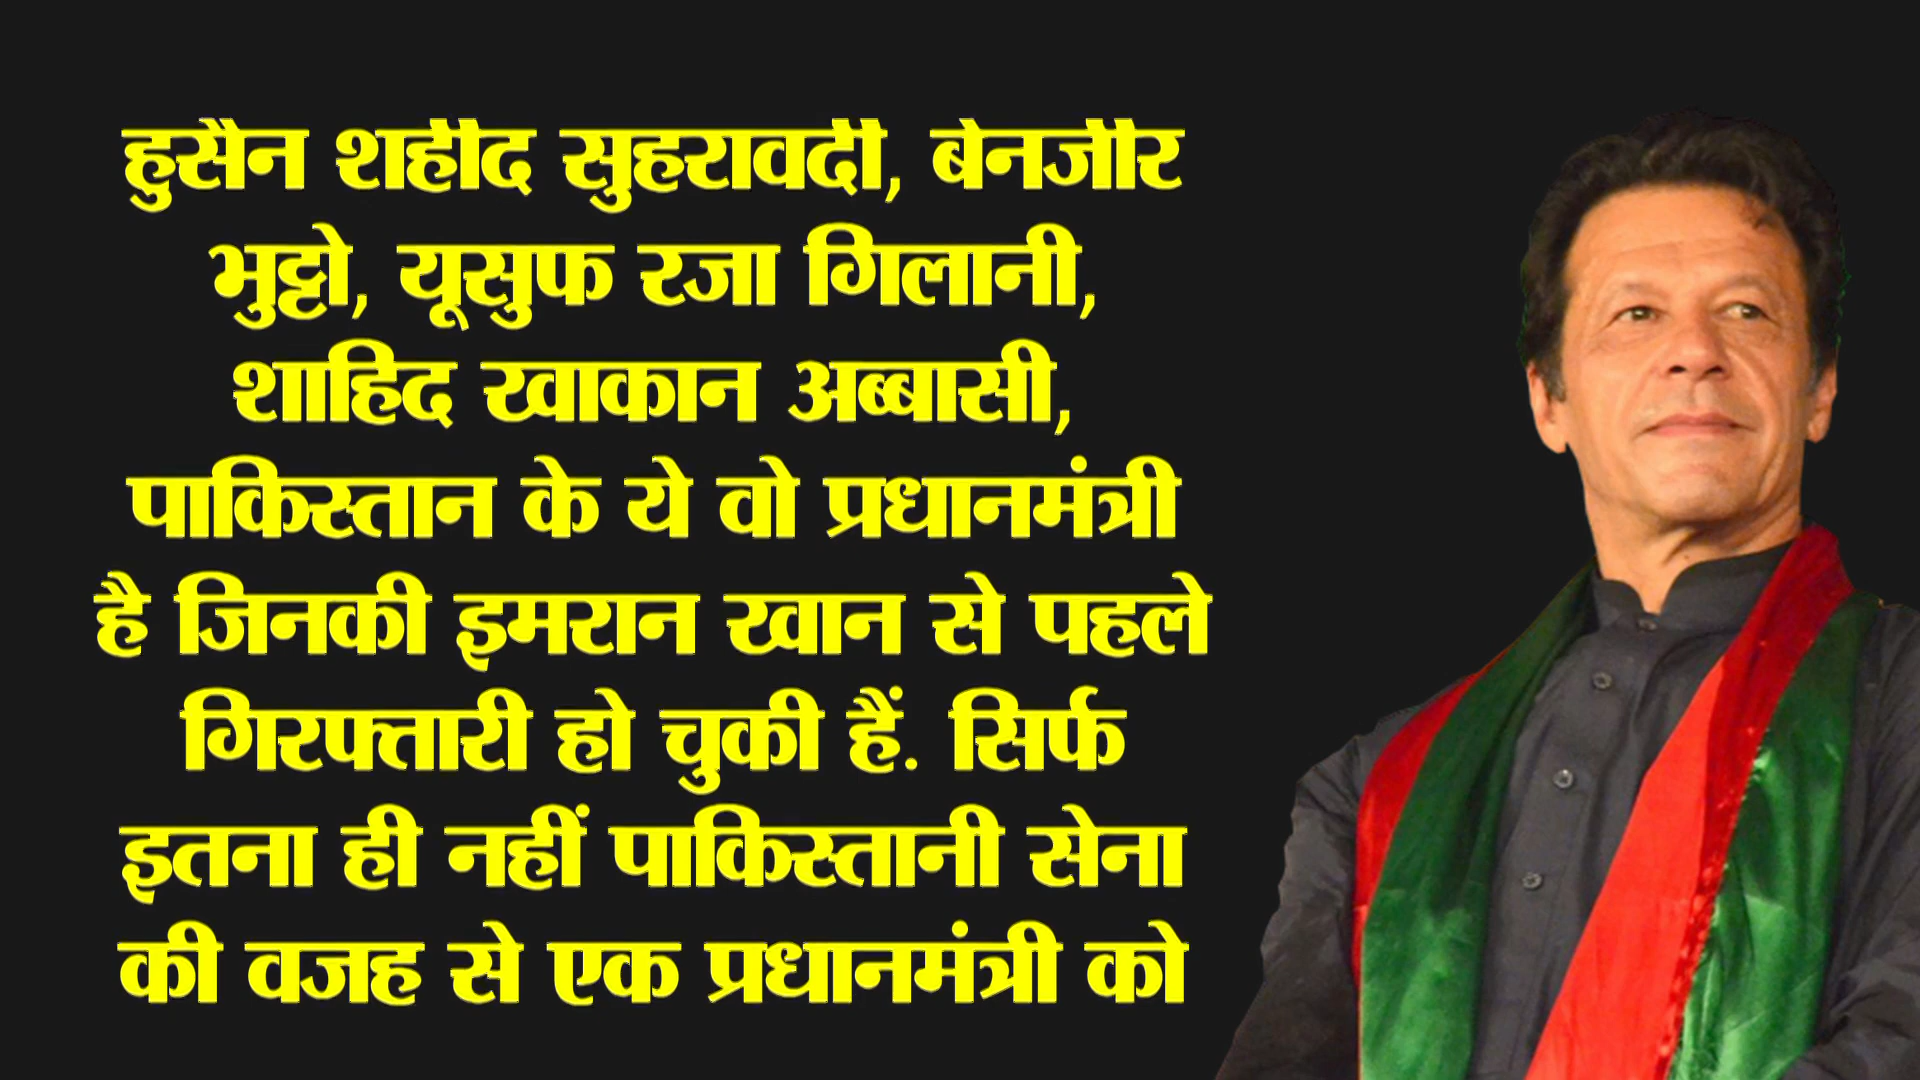 हुसैन शहीद सुहरावर्दी, बेनजीर
भुट्टो, यूसुफ रजा गिलानी,
शाहिद खाकान अब्बासी,
पाकिस्तान के ये वो प्रधानमंत्री
है जिनकी इमरान खान से पहले
गिरफ्तारी हो चुकी हैं. सिर्फ
इतना ही नहीं पाकिस्तानी सेना
की वजह से एक प्रधानमंत्री को